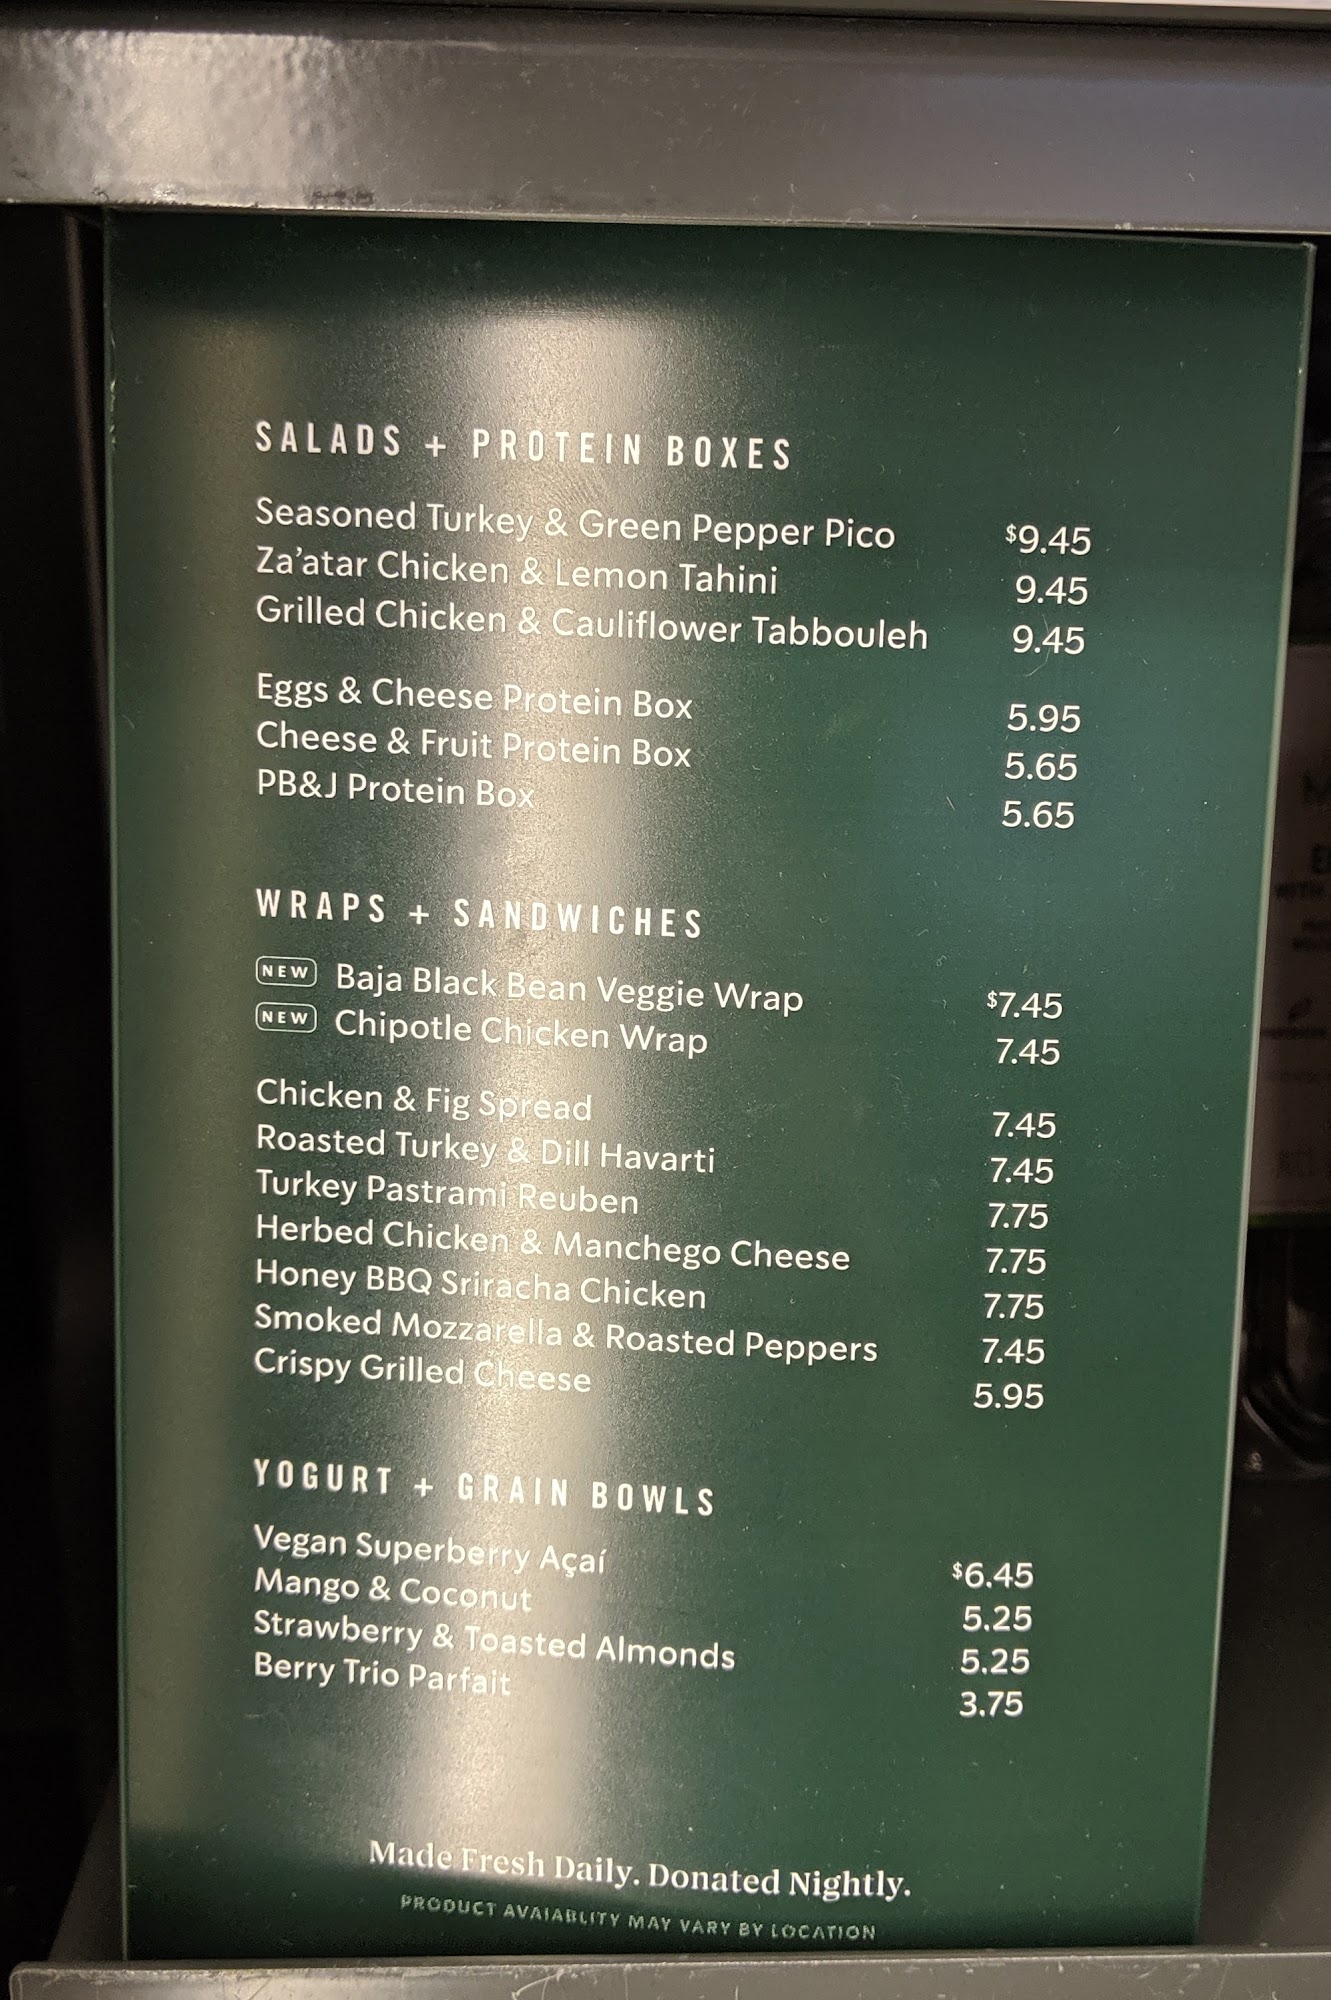 SALADS + PROTEIN BOXES
Seasoned Turkey & Green Pepper Pico $9.45
Za'atar Chicken & Lemon Tahini 9.45
Grilled Chicken & Cauliflower Tabbouleh 9.45
Eggs & Cheese Protein Box 5.95
Cheese & Fruit Protein Box 5.65
PB&J Protein Box 5.65
WRAPS + SANDWICHES
NEW Baja Black Bean Veggie Wrap $7.45
NEW Chipotle Chicken Wrap 7.45
Chicken & Fig Spread 7.45
Roasted Turkey & Dill Havarti 7.45
Turkey Pastrami Reuben 7.75
Herbed Chicken & Manchego Cheese 7.75
Honey BBQ Sriracha Chicken 7.75
Smoked Mozzarella & Roasted Peppers 7.45
Crispy Grilled Cheese 5.95
YOGURT + GRAIN BOWLS
Vegan Superberry Açaí $6.45
Mango & Coconut 5.25
Strawberry & Toasted Almonds 5.25
Berry Trio Parfait 3.75
Made Fresh Daily. Donated Nightly.
PRODUCT AVAIABLITY MAY VARY BY LOCATION